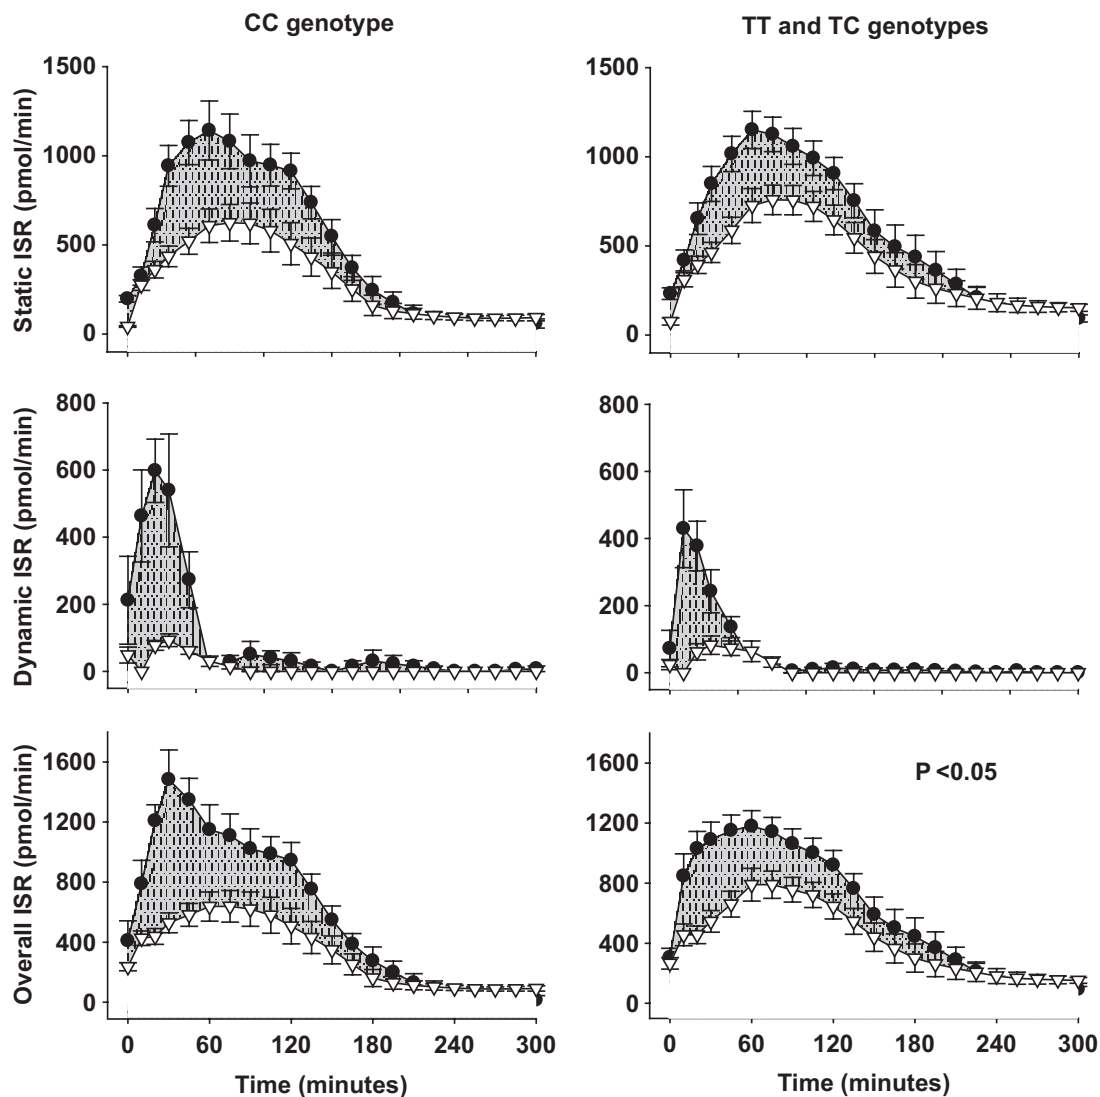 CC genotype
TT and TC genotypes
Static ISR (pmol/min)
1500
1000
500
0
1500
1000
500
0
Dynamic ISR (pmol/min)
800
600
400
200
0
800
600
400
200
0
Overall ISR (pmol/min)
1600
1200
800
400
0
1600
1200
800
400
0
P <0.05
0 60 120 180 240 300
0 60 120 180 240 300
Time (minutes)
Time (minutes)